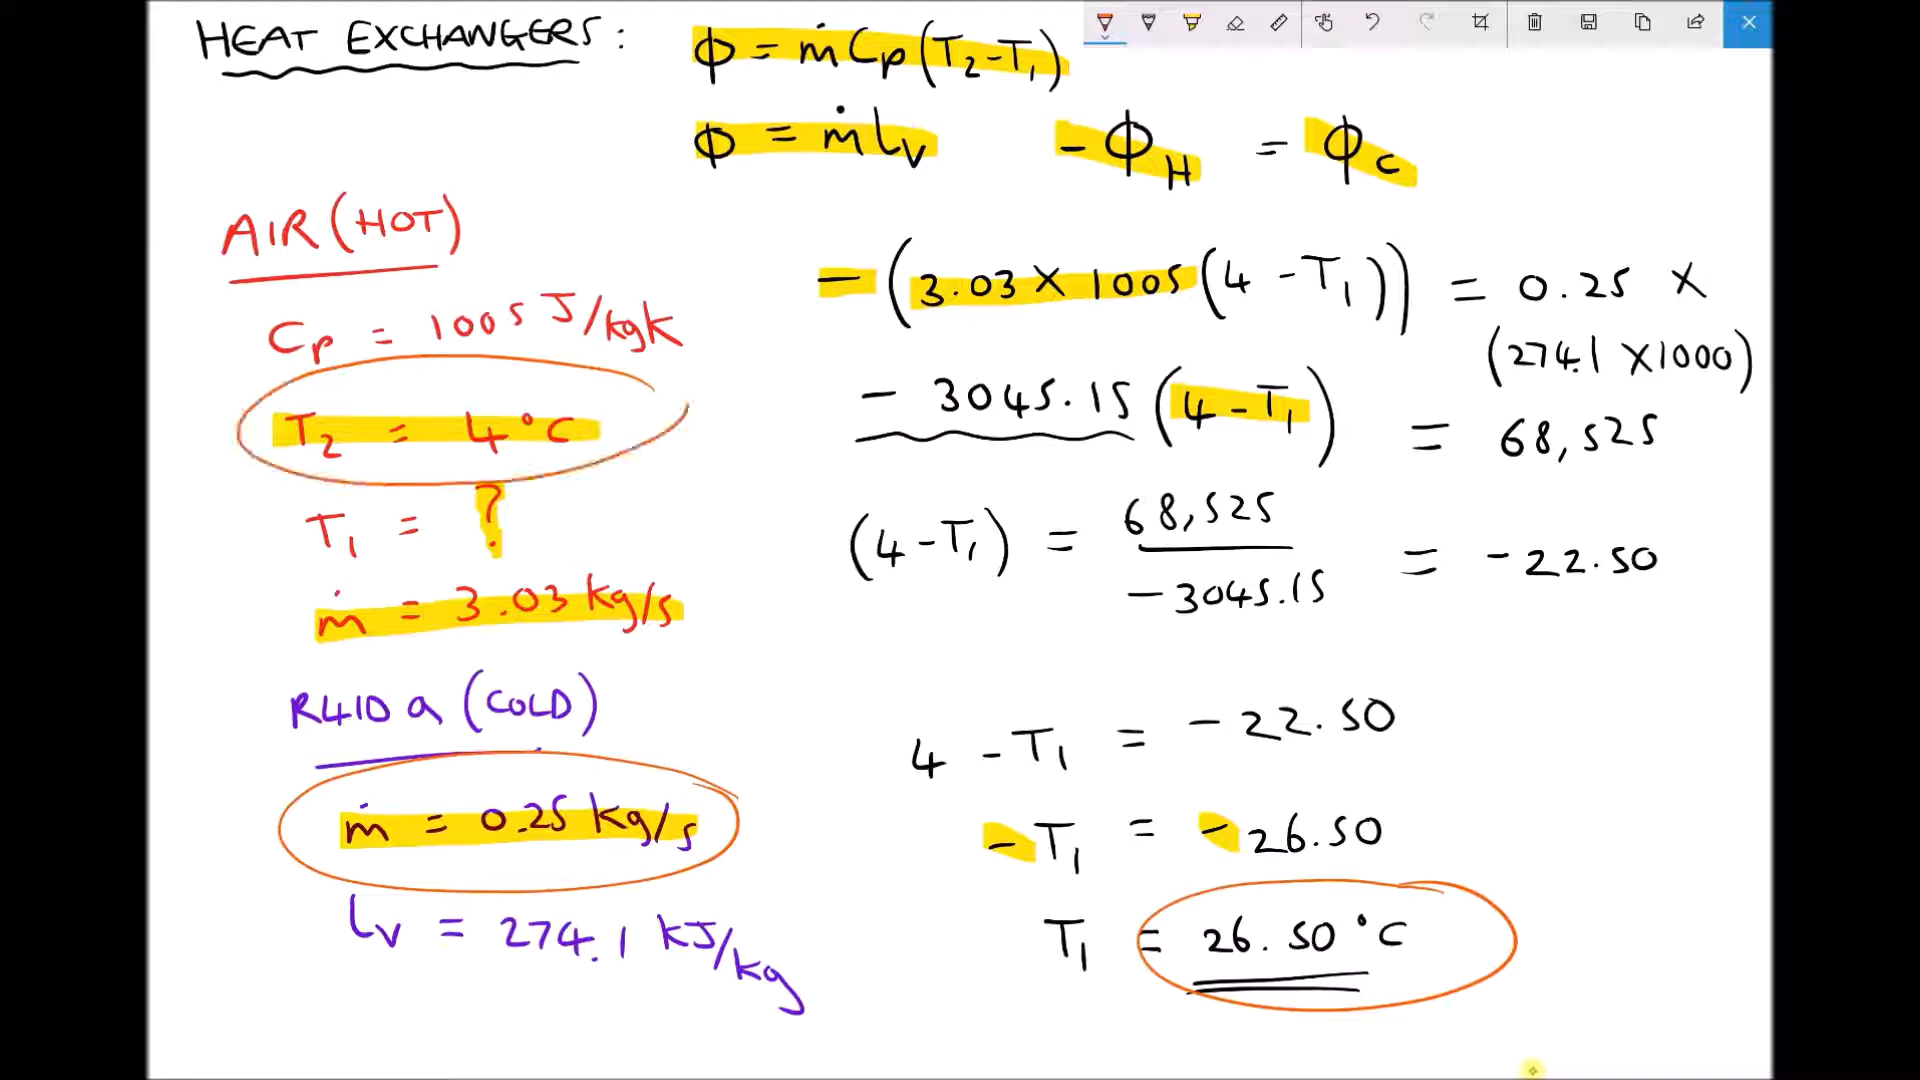 HEAT EXCHANGERS :
ϕ = ṁCp(T₂-T₁)
ϕ = ṁlv
-ϕH = ϕc
AIR (HOT)
Cp = 1005 J/kgK
T₂ = 4°C
T₁ = ?
ṁ = 3.03 kg/s
R410a (COLD)
ṁ = 0.25 kg/s
lv = 274.1 KJ/kg
-(3.03 × 1005 (4 - T₁)) = 0.25 ×
(274.1 × 1000)
- 3045.15 (4 - T₁) = 68,525
(4 - T₁) = 68,525 / - 3045.15 = -22.50
4 - T₁ = -22.50
-T₁ = -26.50
T₁ = 26.50°C